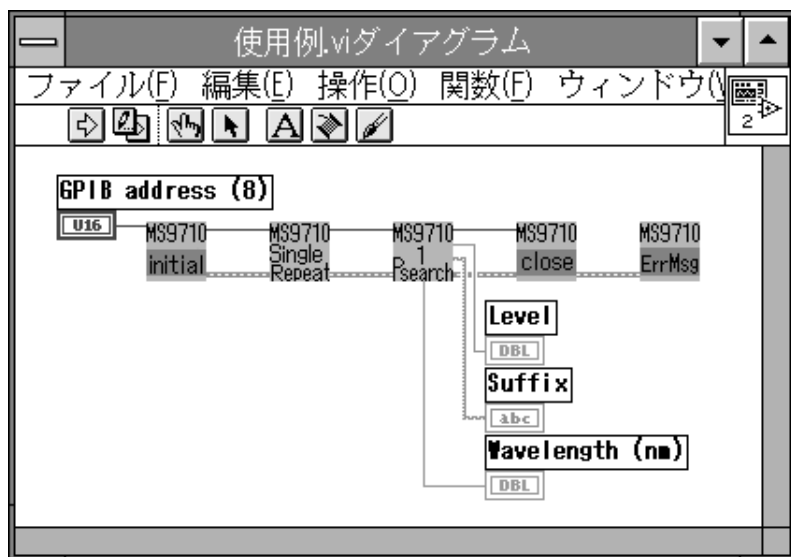 使用例.viダイアグラム
ファイル(F) 編集(E) 操作(O) 関数(F) ウィンドウ(
2
A
GPIB address (8)
U16
MS9710 MS9710 MS9710 MS9710 MS9710
initial Single Repeat 1 Psearch close ErrMsg
Level
DBL
Suffix
abc
Wavelength (nm)
DBL